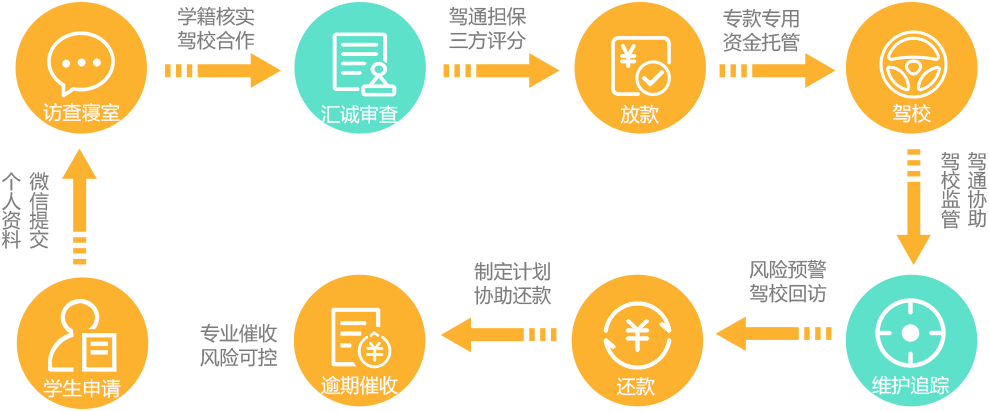 学籍核实
驾校合作
驾通担保
三方评分
专款专用
资金托管
访查寝室
汇诚审查
放款
驾校
微信提交
个人资料
驾通协助
驾校监管
学生申请
专业催收
风险可控
逾期催收
制定计划
协助还款
还款
风险预警
驾校回访
维护追踪